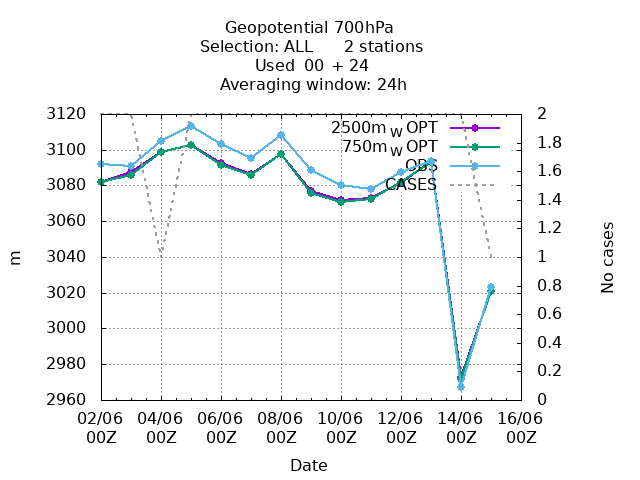 Geopotential 700hPa
Selection: ALL      2 stations
Used  00 + 24
Averaging window: 24h
3120
3100
3080
3060
3040
3020
3000
2980
2960
m
2
1.8
1.6
1.4
1.2
1
0.8
0.6
0.4
0.2
0
No cases
2500m_W OPT
750m_W OPT
OBS
CASES
02/06 04/06 06/06 08/06 10/06 12/06 14/06 16/06
00Z 00Z 00Z 00Z 00Z 00Z 00Z 00Z
Date